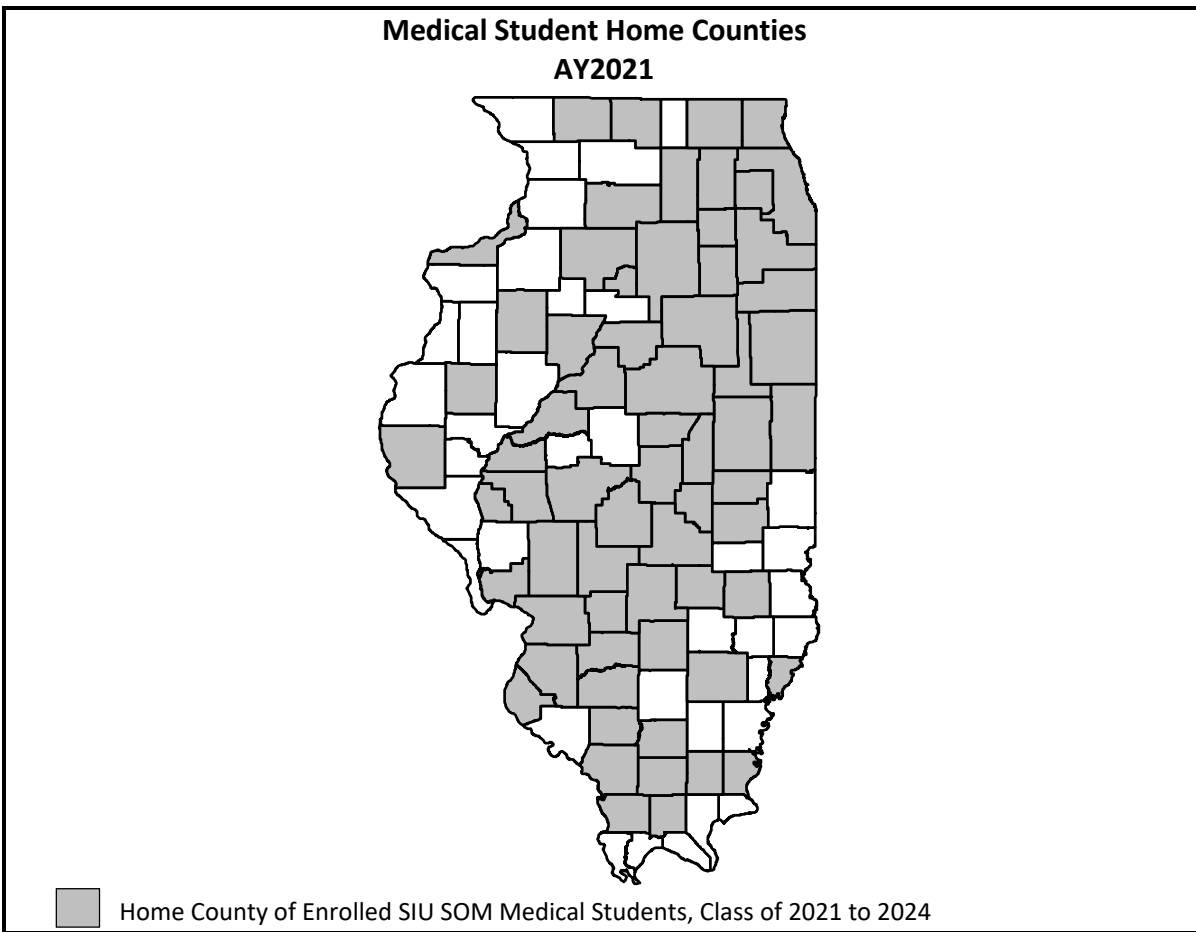 Medical Student Home Counties
AY2021
Home County of Enrolled SIU SOM Medical Students, Class of 2021 to 2024